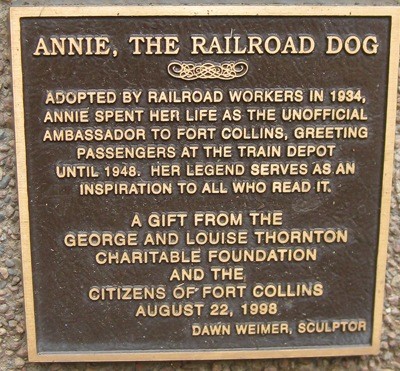 ANNIE, THE RAILROAD DOG
ADOPTED BY RAILROAD WORKERS IN 1934,
ANNIE SPENT HER LIFE AS THE UNOFFICIAL
AMBASSADOR TO FORT COLLINS, GREETING
PASSENGERS AT THE TRAIN DEPOT
UNTIL 1948. HER LEGEND SERVES AS AN
INSPIRATION TO ALL WHO READ IT.
A GIFT FROM THE
GEORGE AND LOUISE THORNTON
CHARITABLE FOUNDATION
AND THE
CITIZENS OF FORT COLLINS
AUGUST 22, 1998
DAWN WEIMER, SCULPTOR